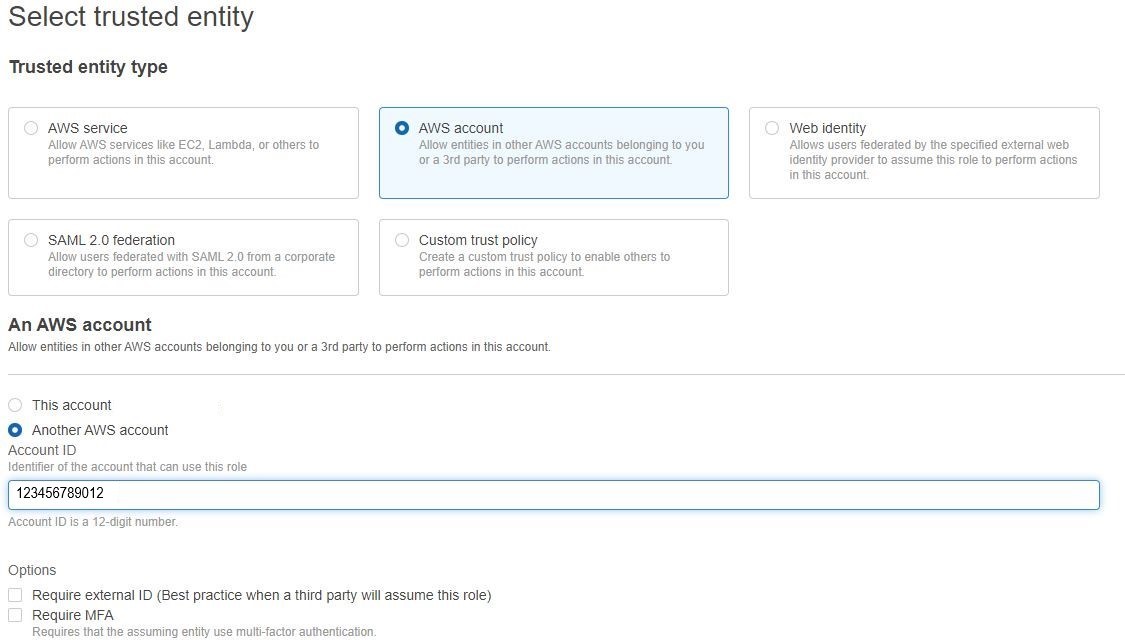 Select trusted entity
Trusted entity type
AWS service
Allow AWS services like EC2, Lambda, or others to
perform actions in this account.
AWS account
Allow entities in other AWS accounts belonging to you
or a 3rd party to perform actions in this account.
Web identity
Allows users federated by the specified external web
identity provider to assume this role to perform actions
in this account.
SAML 2.0 federation
Allow users federated with SAML 2.0 from a corporate
directory to perform actions in this account.
Custom trust policy
Create a custom trust policy to enable others to
perform actions in this account.
An AWS account
Allow entities in other AWS accounts belonging to you or a 3rd party to perform actions in this account.
This account
Another AWS account
Account ID
Identifier of the account that can use this role
123456789012
Account ID is a 12-digit number.
Options
Require external ID (Best practice when a third party will assume this role)
Require MFA
Requires that the assuming entity use multi-factor authentication.